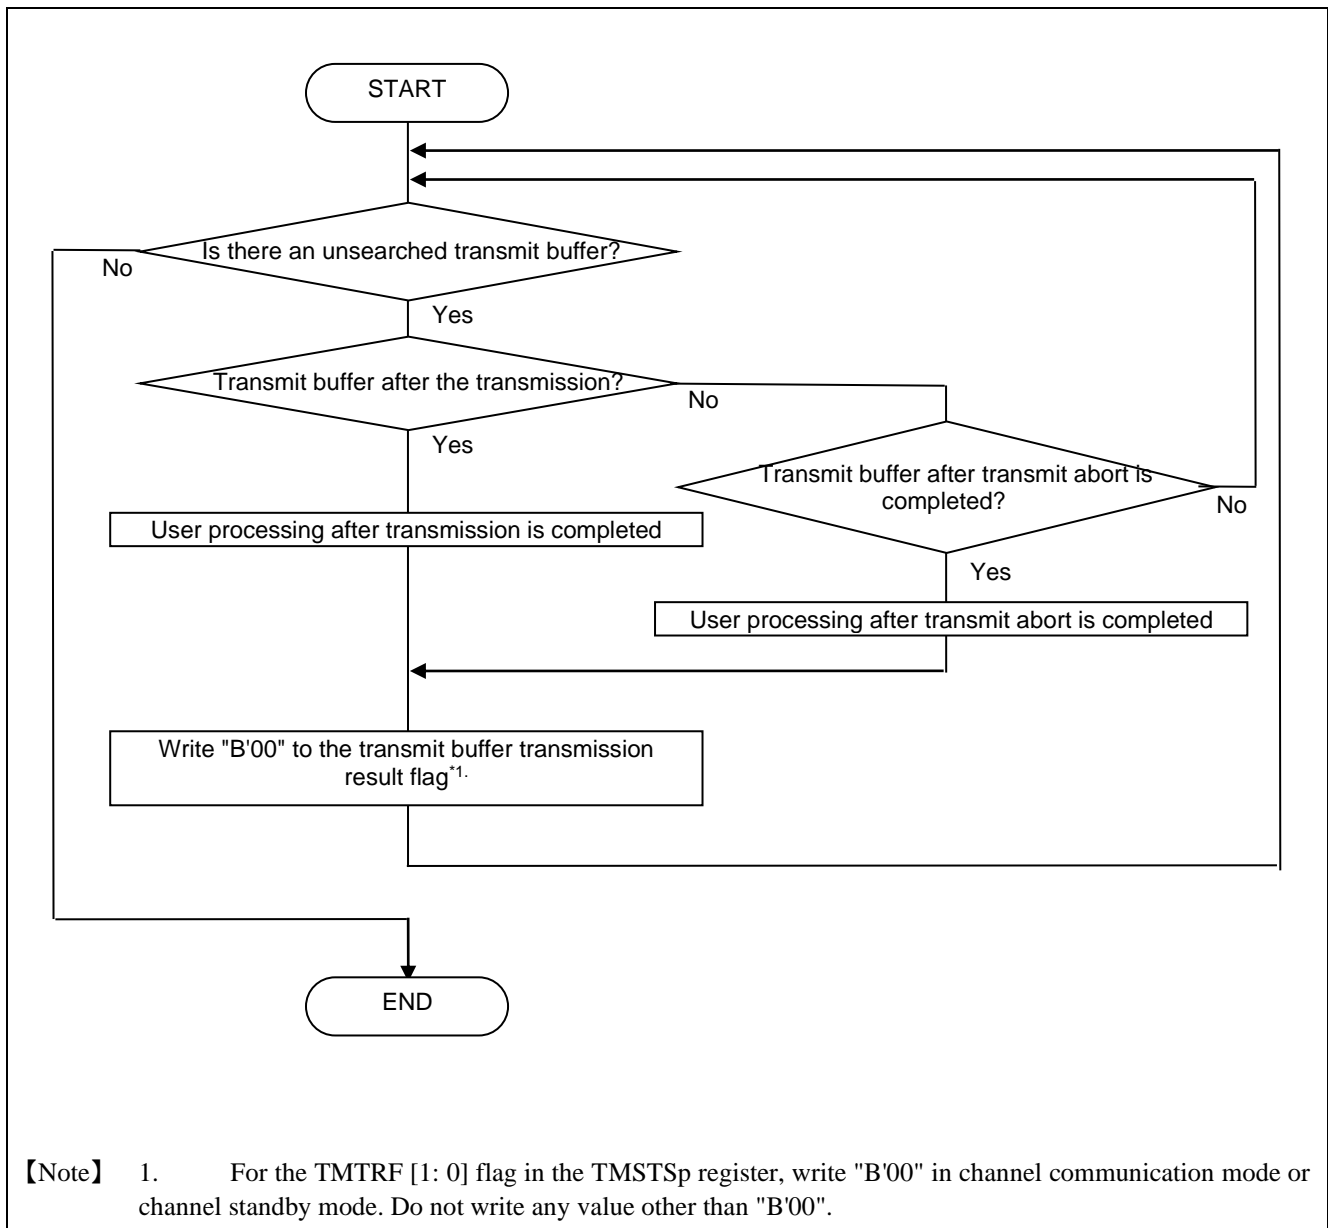 START
Is there an unsearched transmit buffer?
No
Yes
Transmit buffer after the transmission?
No
Yes
Transmit buffer after transmit abort is
completed?
No
User processing after transmission is completed
Yes
User processing after transmit abort is completed
Write "B'00" to the transmit buffer transmission
result flag*1.
END
【Note】 1. For the TMTRF [1: 0] flag in the TMSTSp register, write "B'00" in channel communication mode or
channel standby mode. Do not write any value other than "B'00".